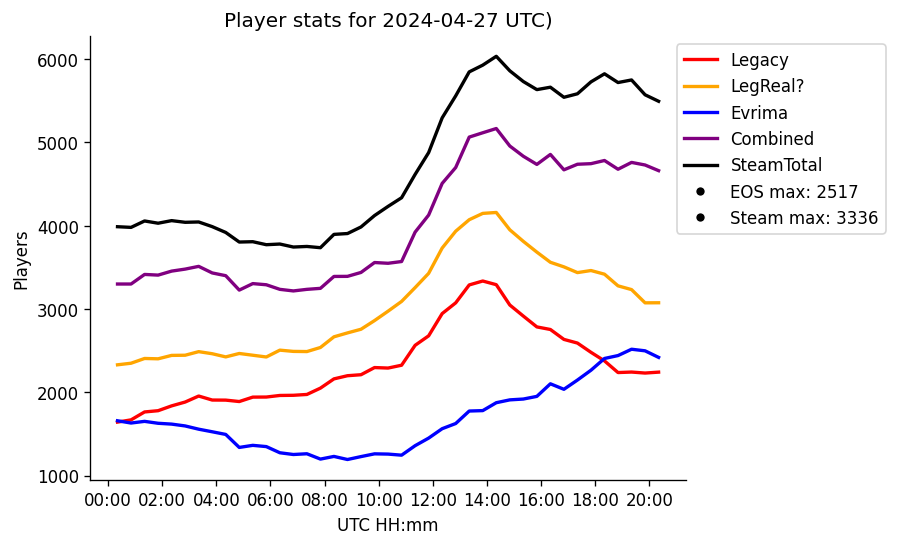 Player stats for 2024-04-27 UTC)
6000
5000
4000
3000
2000
1000
Players
00:00 02:00 04:00 06:00 08:00 10:00 12:00 14:00 16:00 18:00 20:00
UTC HH:mm
Legacy
LegReal?
Evrima
Combined
SteamTotal
EOS max: 2517
Steam max: 3336